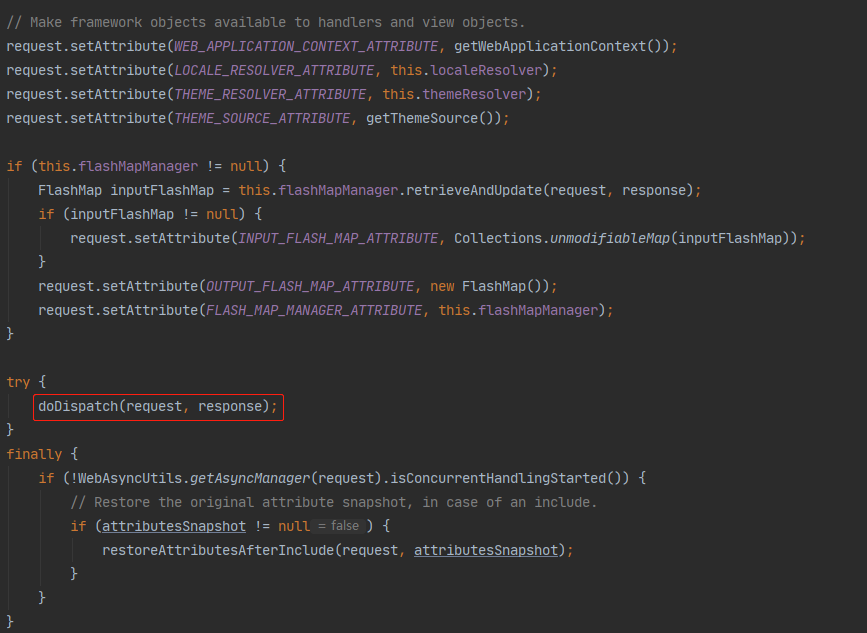 // Make framework objects available to handlers and view objects.
request.setAttribute(WEB_APPLICATION_CONTEXT_ATTRIBUTE, getWebApplicationContext());
request.setAttribute(LOCALE_RESOLVER_ATTRIBUTE, this.localeResolver);
request.setAttribute(THEME_RESOLVER_ATTRIBUTE, this.themeResolver);
request.setAttribute(THEME_SOURCE_ATTRIBUTE, getThemeSource());
if (this.flashMapManager != null) {
FlashMap inputFlashMap = this.flashMapManager.retrieveAndUpdate(request, response);
if (inputFlashMap != null) {
request.setAttribute(INPUT_FLASH_MAP_ATTRIBUTE, Collections.unmodifiableMap(inputFlashMap));
}
request.setAttribute(OUTPUT_FLASH_MAP_ATTRIBUTE, new FlashMap());
request.setAttribute(FLASH_MAP_MANAGER_ATTRIBUTE, this.flashMapManager);
}
try {
doDispatch(request, response);
}
finally {
if (!WebAsyncUtils.getAsyncManager(request).isConcurrentHandlingStarted()) {
// Restore the original attribute snapshot, in case of an include.
if (attributesSnapshot != null = false ) {
restoreAttributesAfterInclude(request, attributesSnapshot);
}
}
}